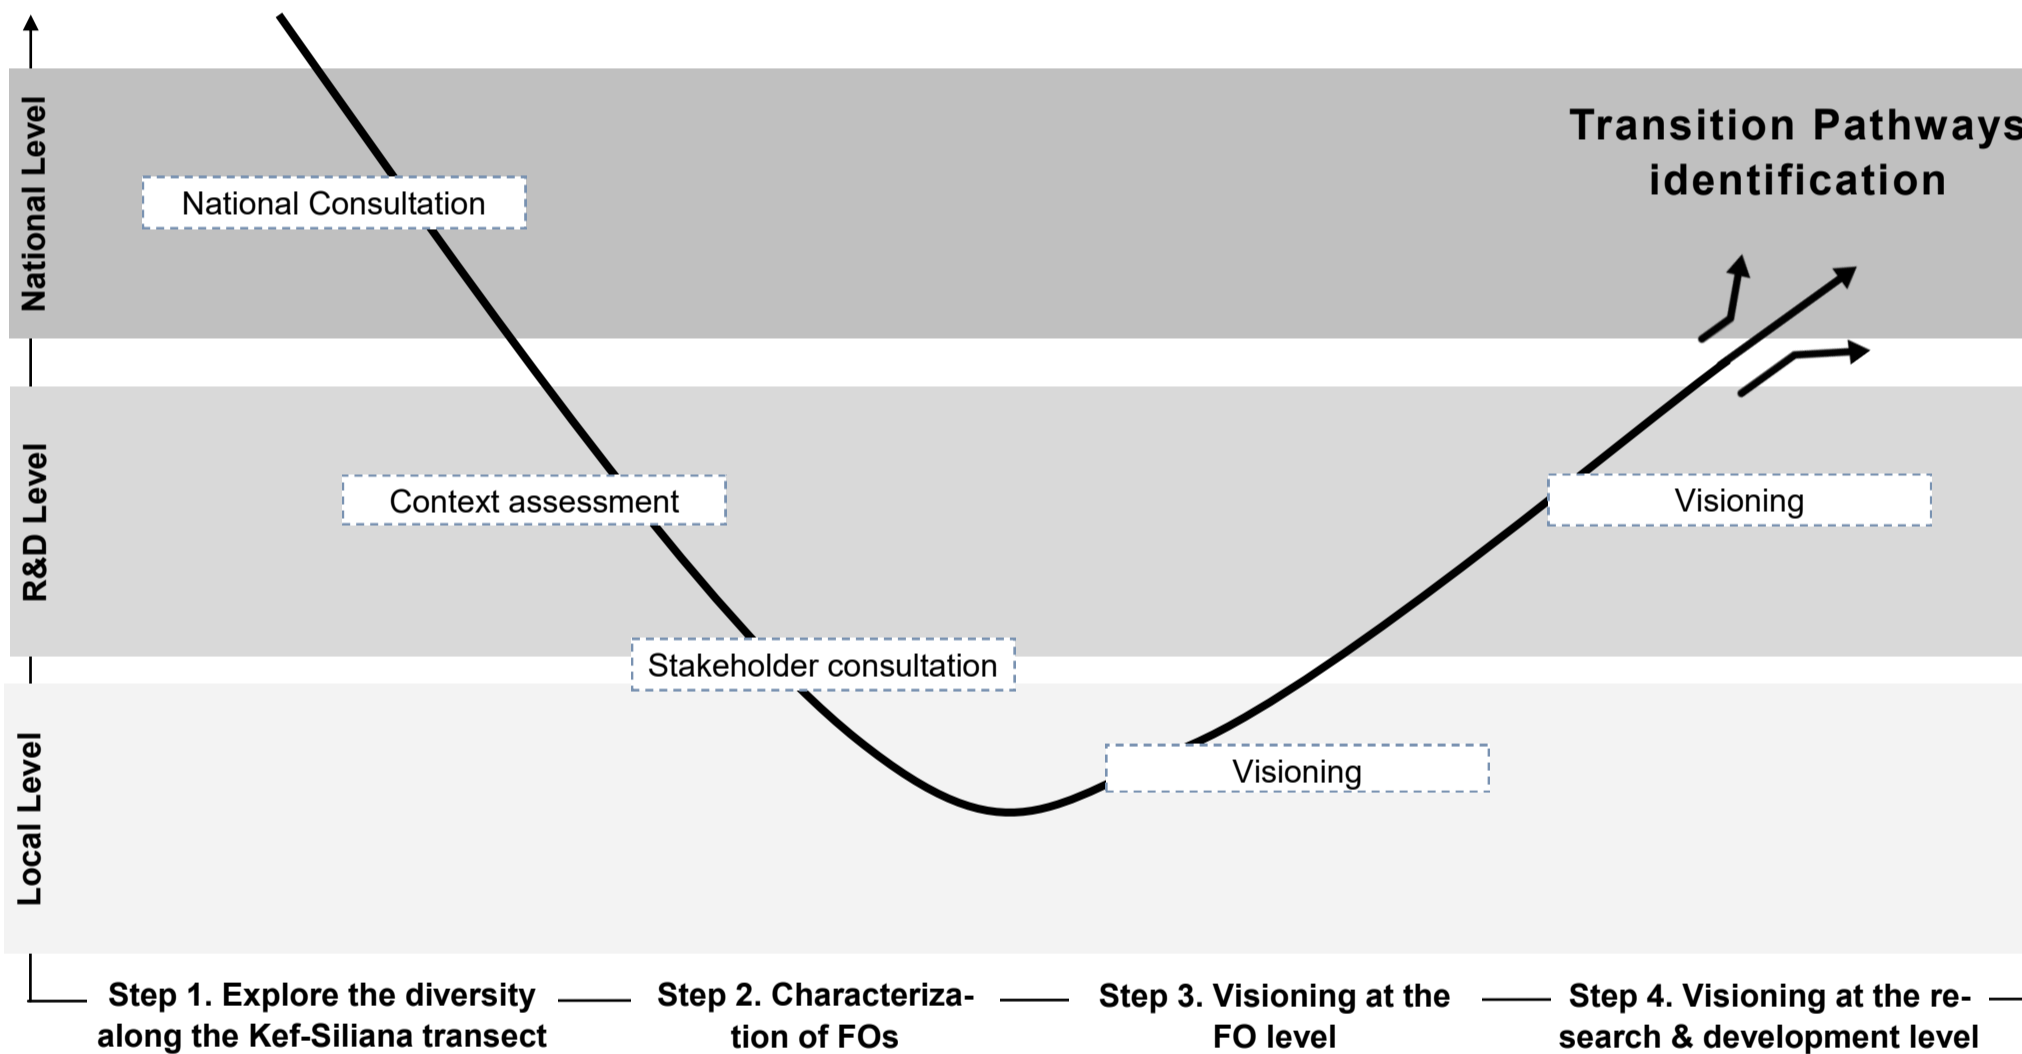 National Level
Transition Pathways
identification
National Consultation
R&D Level
Context assessment
Visioning
Stakeholder consultation
Local Level
Visioning
Step 1. Explore the diversity
along the Kef-Siliana transect
Step 2. Characteriza-
tion of FOs
Step 3. Visioning at the
FO level
Step 4. Visioning at the re-
search & development level